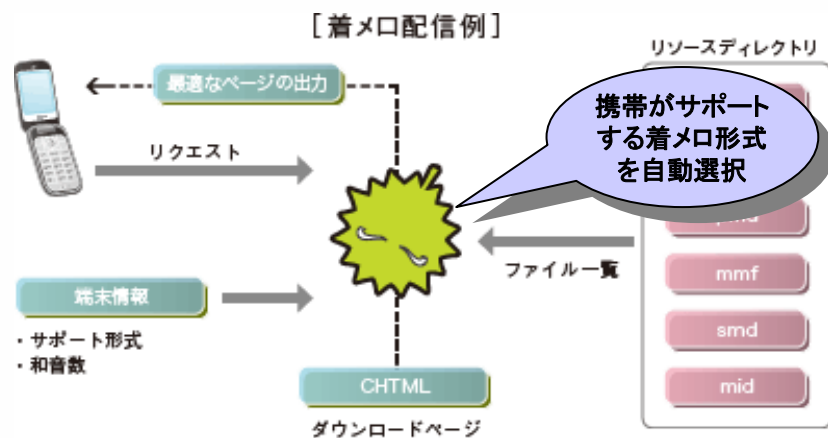 [着メロ配信例]
リソースディレクトリ
最適なページの出力
携帯がサポート
する着メロ形式
を自動選択
リクエスト
ファイル一覧
mmf
端末情報
・サポート形式
・和音数
smd
CHTML
mid
ダウンロードページ